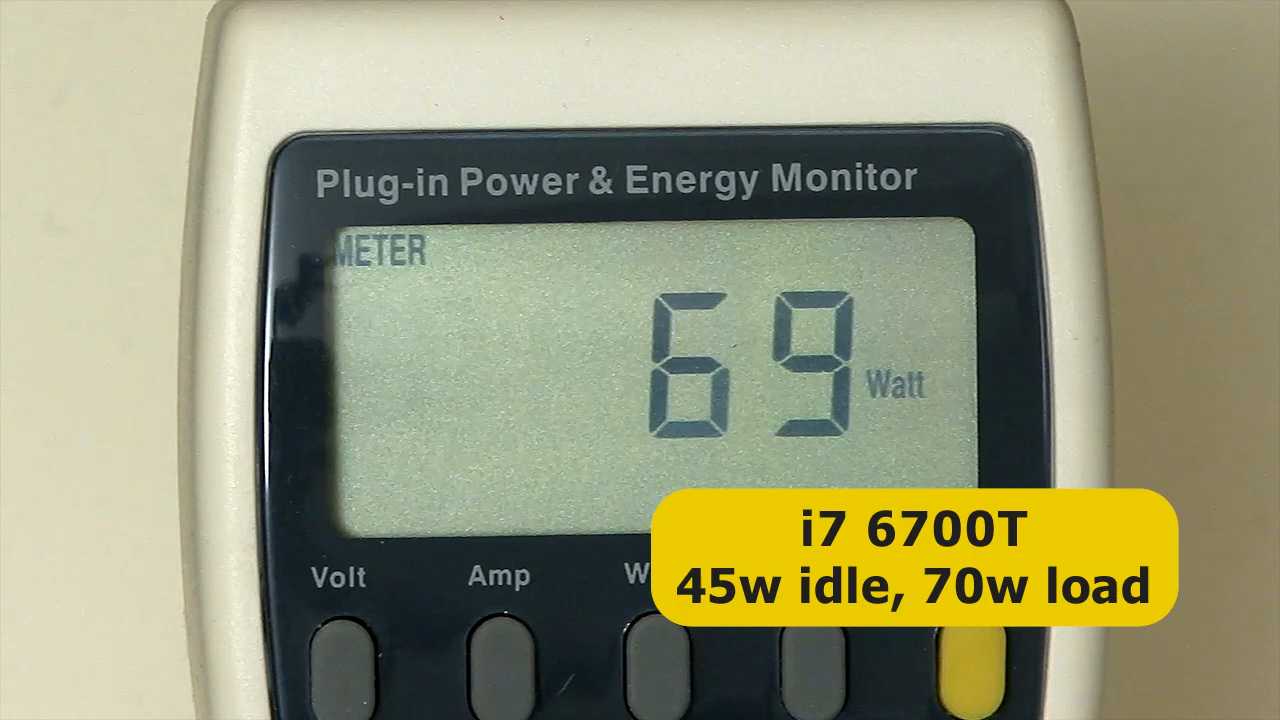 Plug-in Power & Energy Monitor
METER
69 Watt
i7 6700T
45w idle, 70w load
Volt Amp